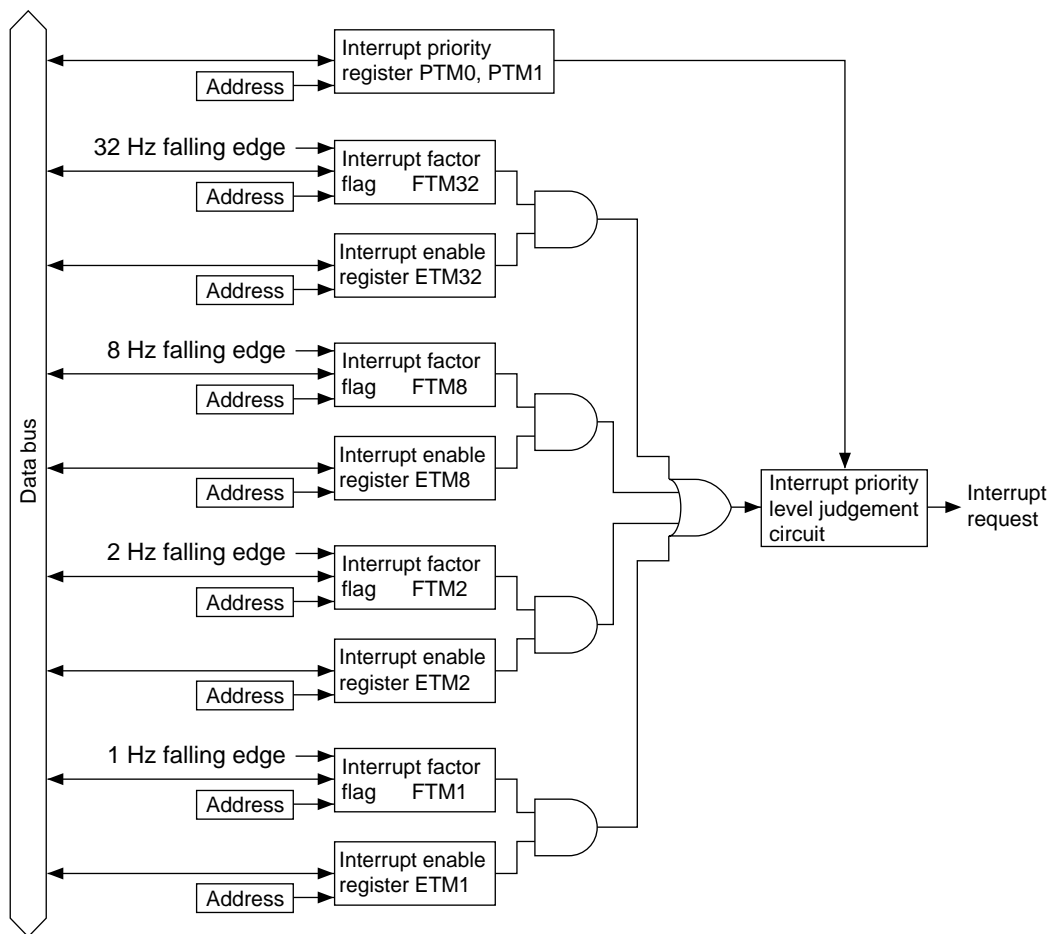 Data bus
Interrupt priority
register PTM0, PTM1
Address
32 Hz falling edge
Interrupt factor
flag FTM32
Address
Interrupt enable
register ETM32
Address
8 Hz falling edge
Interrupt factor
flag FTM8
Address
Interrupt enable
register ETM8
Address
2 Hz falling edge
Interrupt factor
flag FTM2
Address
Interrupt enable
register ETM2
Address
1 Hz falling edge
Interrupt factor
flag FTM1
Address
Interrupt enable
register ETM1
Address
Interrupt priority
level judgement
circuit
Interrupt
request